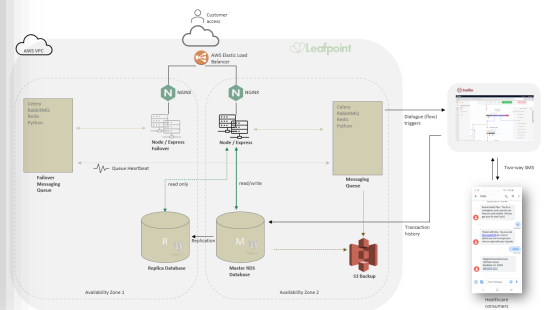 Customer
access
AWS VPC
AWS Elastic Load
Balancer
Leafpoint
NGINX
NGINX
Celery
RabbitMQ
Redis
Python
Celery
RabbitMQ
Redis
Python
twilio
Node / Express
Failover
Node / Express
Dialogue (flow)
triggers
Queue Heartbeat
Failover
Messaging
Queue
Messaging
Queue
Two-way SMS
read only
read/write
R
M
Replication
Transaction
history
Replica Database
Master RDS
Database
S3 Backup
Availability Zone 1
Availability Zone 2
Healthcare
consumers